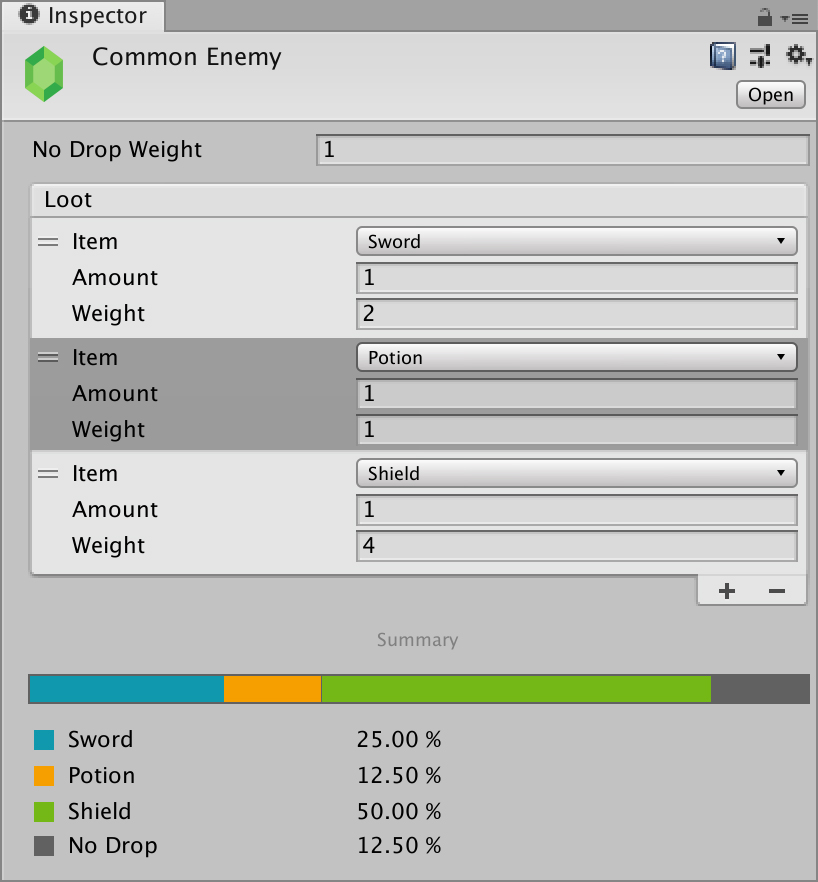 Inspector
Common Enemy
Open
No Drop Weight 1
Loot
Item Sword
Amount 1
Weight 2
Item Potion
Amount 1
Weight 1
Item Shield
Amount 1
Weight 4
Summary
Sword 25.00 %
Potion 12.50 %
Shield 50.00 %
No Drop 12.50 %